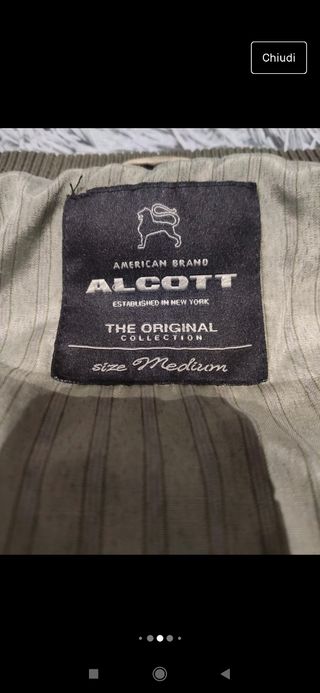 Chiudi
AMERICAN BRAND
ALCOTT
ESTABLISHED IN NEW YORK
THE ORIGINAL
COLLECTION
size Medium